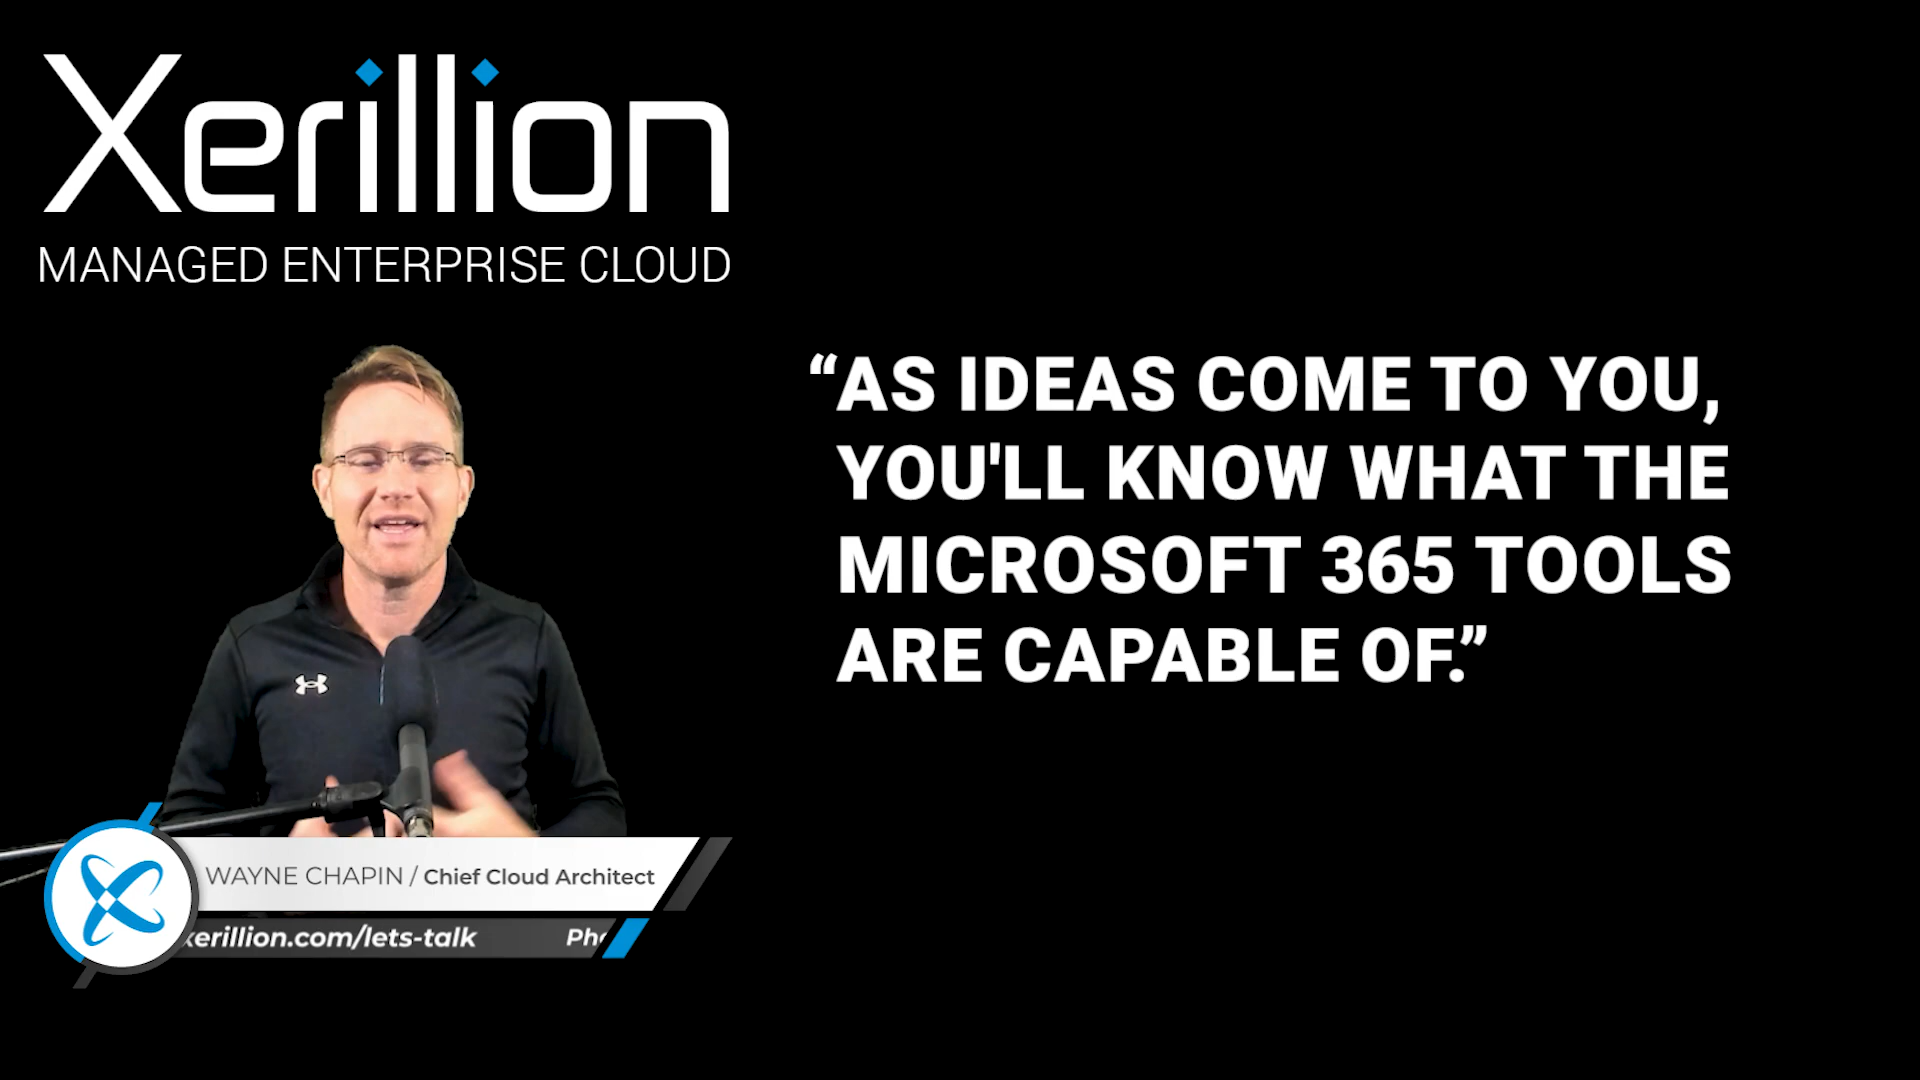 Xerillion
MANAGED ENTERPRISE CLOUD
“AS IDEAS COME TO YOU,
YOU'LL KNOW WHAT THE
MICROSOFT 365 TOOLS
ARE CAPABLE OF.”
WAYNE CHAPIN / Chief Cloud Architect
xerillion.com/lets-talk